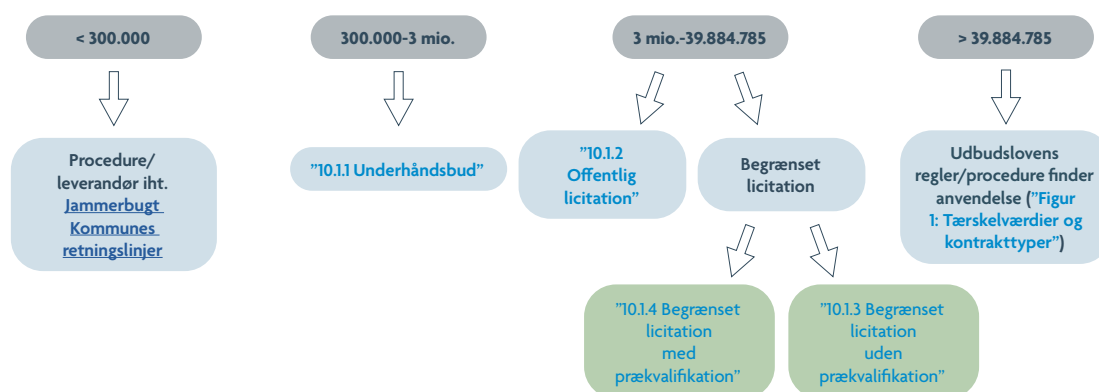 < 300.000
300.000-3 mio.
3 mio.-39.884.785
> 39.884.785
Procedure/
leverandør iht.
Jammerbugt
Kommunes
retningslinjer
”10.1.1 Underhåndsbud”
”10.1.2
Offentlig
licitation”
Begrænset
licitation
Udbudslovens
regler/procedure finder
anvendelse (”Figur
1: Tærskelværdier og
kontrakttyper”)
”10.1.4 Begrænset
licitation
med
prækvalifikation”
”10.1.3 Begrænset
licitation
uden
prækvalifikation”